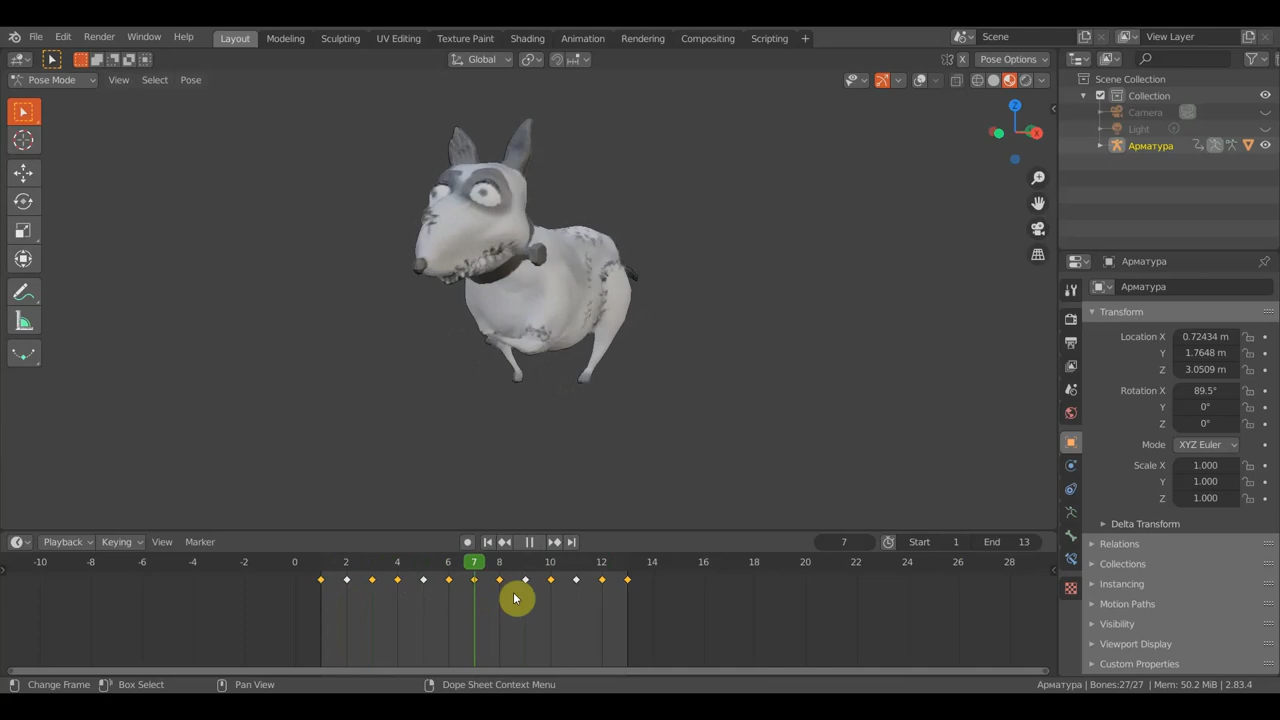 File Edit Render Window Help Layout Modeling Sculpting UV Editing Texture Paint Shading Animation Rendering Compositing Scripting + Scene View Layer
Global X Pose Options
Pose Mode View Select Pose
Scene Collection
Collection
Camera
Light
Арматура
X
Арматура
Арматура
Transform
Location X 0.72434 m
Y 1.7648 m
Z 3.0509 m
Rotation X 89.5°
Y 0°
Z 0°
Mode XYZ Euler
Scale X 1.000
Y 1.000
Z 1.000
Delta Transform
Relations
Collections
Instancing
Motion Paths
Visibility
Viewport Display
Custom Properties
Playback Keying View Marker 7 Start 1 End 13
-10 -8 -6 -4 -2 0 2 4 6 7 8 10 12 14 16 18 20 22 24 26 28
Change Frame Box Select Pan View Dope Sheet Context Menu Арматура | Bones:27/27 | Mem: 50.2 MiB | 2.83.4